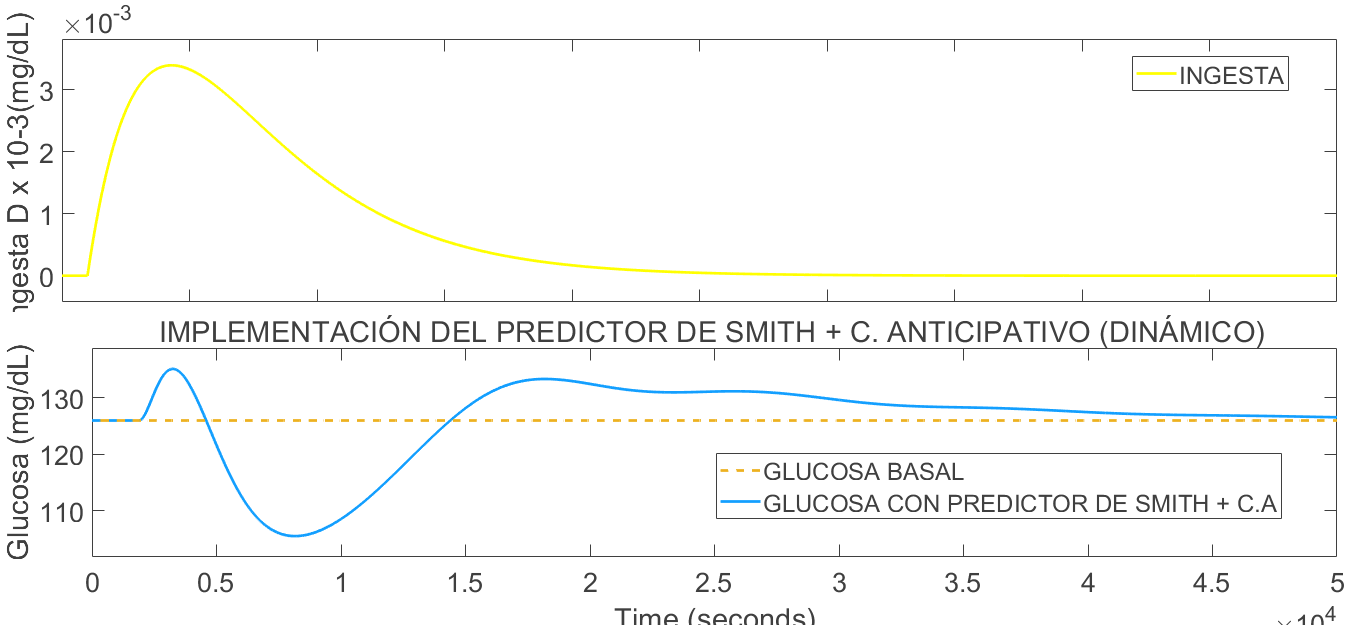 ×10-3
ngesta D x 10-3(mg/dL)
3
2
1
0
INGESTA
IMPLEMENTACIÓN DEL PREDICTOR DE SMITH + C. ANTICIPATIVO (DINÁMICO)
Glucosa (mg/dL)
130
120
110
GLUCOSA BASAL
GLUCOSA CON PREDICTOR DE SMITH + C.A
0 0.5 1 1.5 2 2.5 3 3.5 4 4.5 5
Time (seconds)
×104